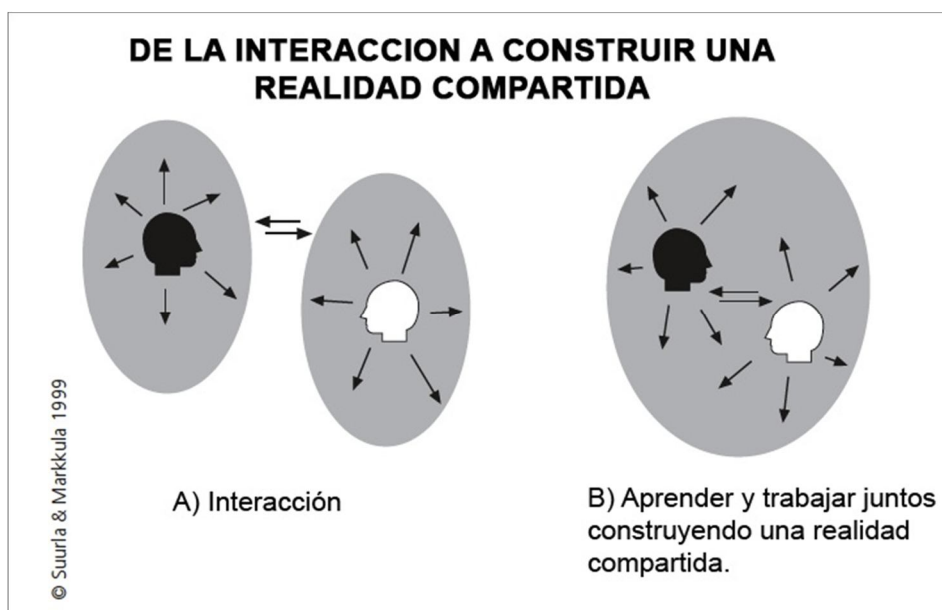 DE LA INTERACCION A CONSTRUIR UNA
REALIDAD COMPARTIDA
A) Interacción
B) Aprender y trabajar juntos
construyendo una realidad
compartida.
© Suurla & Markkula 1999